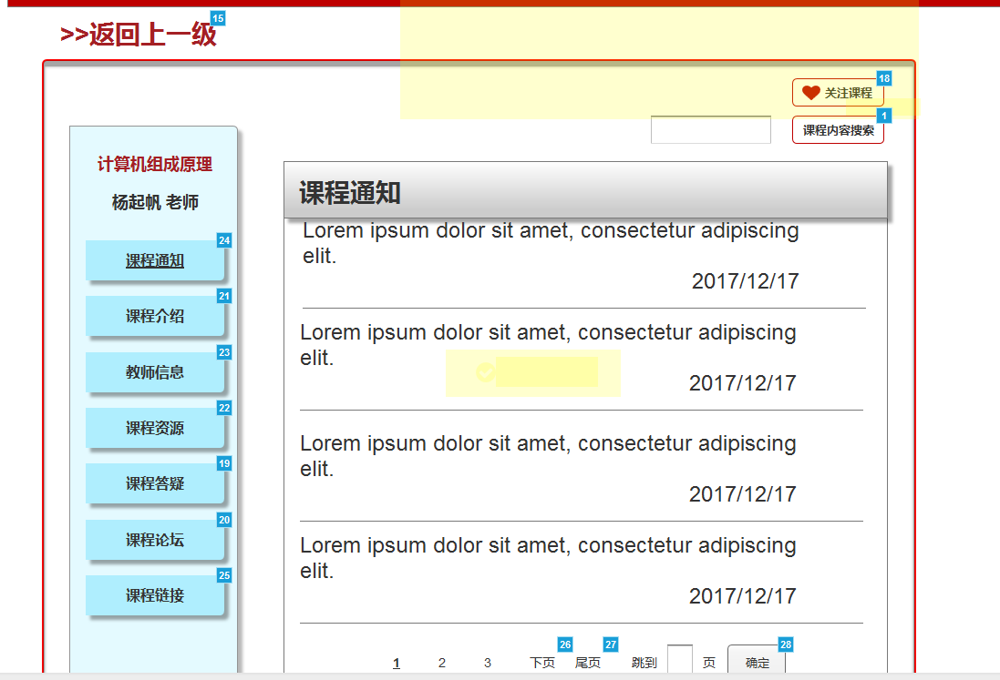 >>返回上一级
15
关注课程
18
课程内容搜索
1
计算机组成原理
杨起帆 老师
课程通知
24
课程介绍
21
教师信息
23
课程资源
22
课程答疑
19
课程论坛
20
课程链接
25
课程通知
Lorem ipsum dolor sit amet, consectetur adipiscing
elit.
2017/12/17
Lorem ipsum dolor sit amet, consectetur adipiscing
elit.
2017/12/17
Lorem ipsum dolor sit amet, consectetur adipiscing
elit.
2017/12/17
Lorem ipsum dolor sit amet, consectetur adipiscing
elit.
2017/12/17
1 2 3 下页 26 尾页 27 跳到 页 确定 28